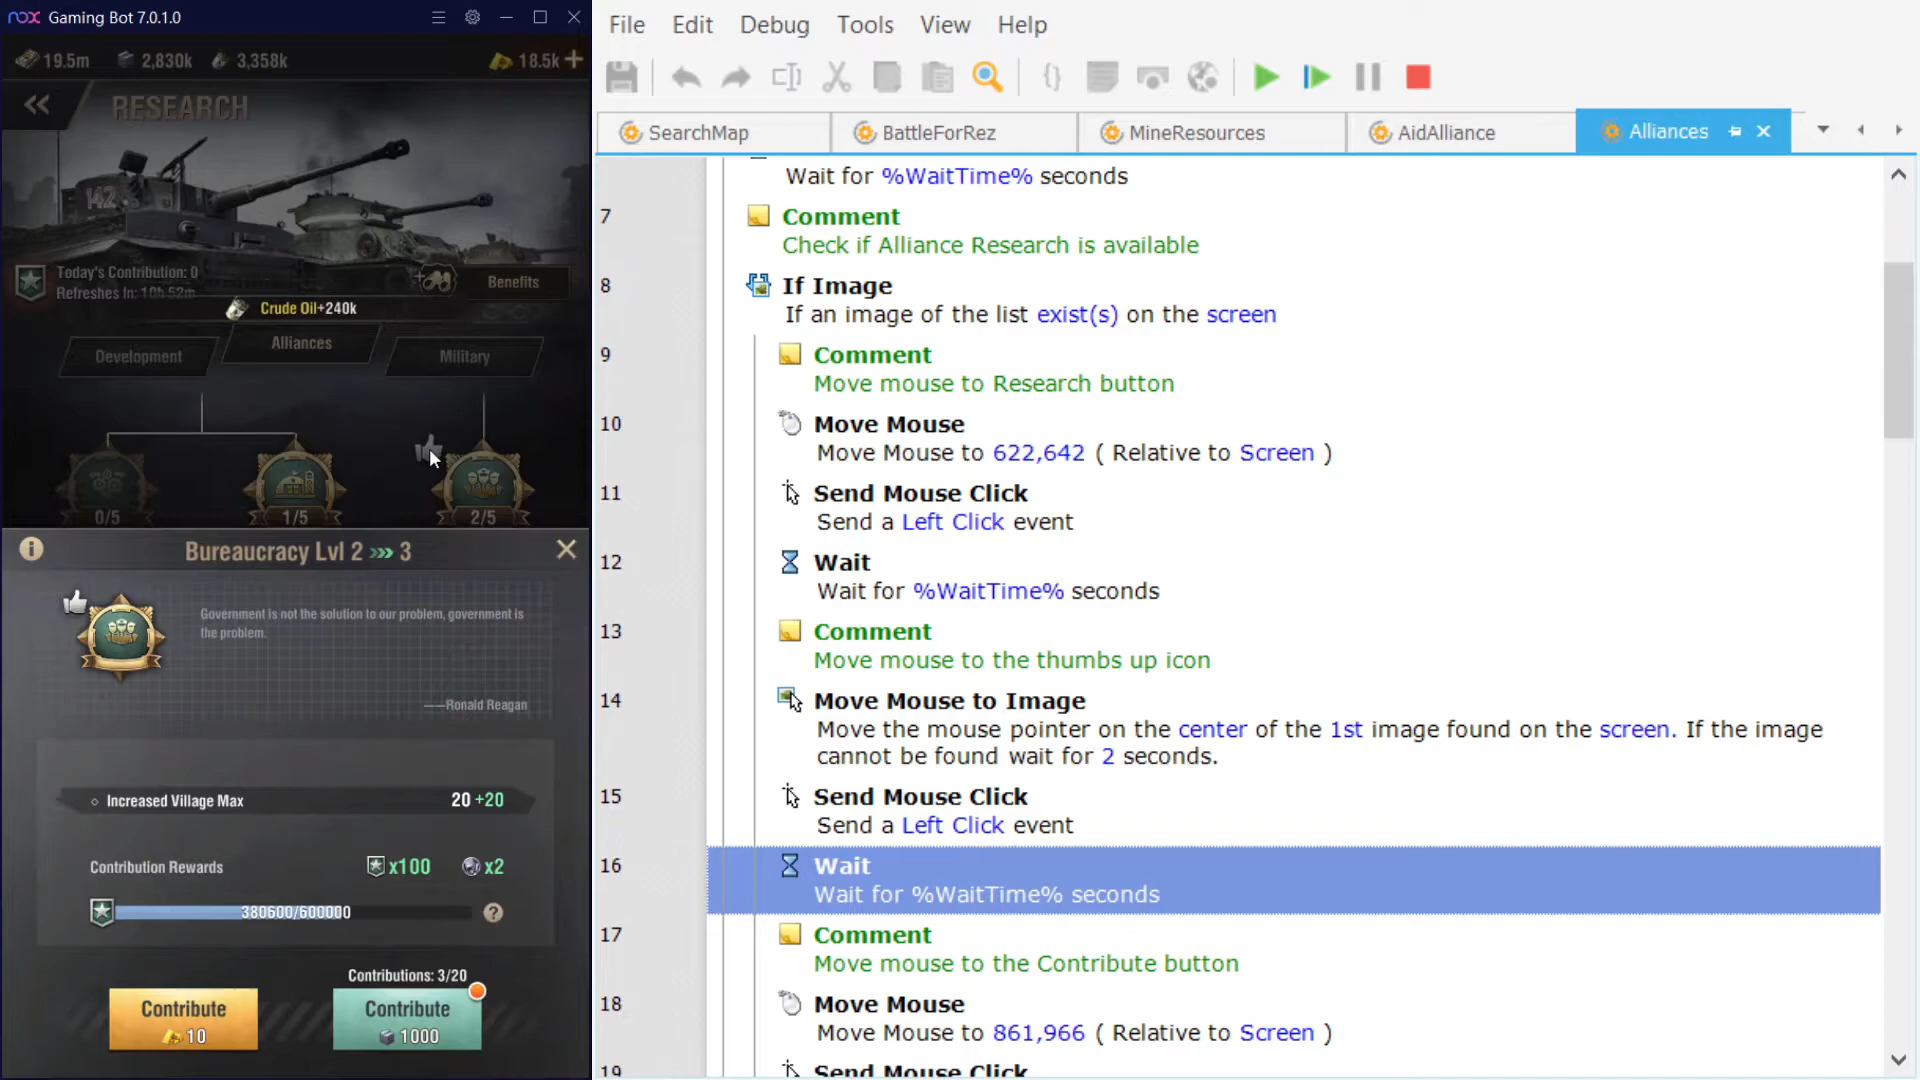 nox Gaming Bot 7.0.1.0
19.5m 2,830k 3,358k 18.5k
RESEARCH
142
Today's Contribution: 0
Refreshes In: 10h 52m
Benefits
Crude Oil+240k
Development
Alliances
Military
0/5
1/5
2/5
Bureaucracy Lvl 2 >>> 3
Government is not the solution to our problem, government is
the problem.
——Ronald Reagan
Increased Village Max 20 +20
Contribution Rewards x100 x2
380600/600000 ?
Contributions: 3/20
Contribute
10
Contribute
1000
File Edit Debug Tools View Help
SearchMap BattleForRez MineResources AidAlliance Alliances
Wait for %WaitTime% seconds
7 Comment
Check if Alliance Research is available
8 If Image
If an image of the list exist(s) on the screen
9 Comment
Move mouse to Research button
10 Move Mouse
Move Mouse to 622,642 ( Relative to Screen )
11 Send Mouse Click
Send a Left Click event
12 Wait
Wait for %WaitTime% seconds
13 Comment
Move mouse to the thumbs up icon
14 Move Mouse to Image
Move the mouse pointer on the center of the 1st image found on the screen. If the image
cannot be found wait for 2 seconds.
15 Send Mouse Click
Send a Left Click event
16 Wait
Wait for %WaitTime% seconds
17 Comment
Move mouse to the Contribute button
18 Move Mouse
Move Mouse to 861,966 ( Relative to Screen )
19 Send Mouse Click